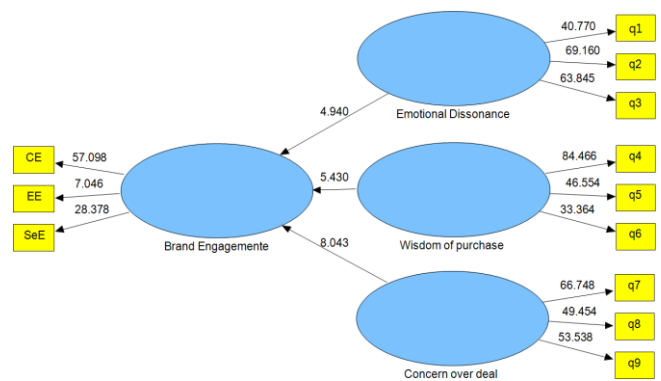 40.770
q1
69.160
q2
63.845
q3
Emotional Dissonance
4.940
CE
57.098
EE
7.046
SeE
28.378
Brand Engagemente
5.430
84.466
q4
46.554
q5
33.364
q6
Wisdom of purchase
8.043
66.748
q7
49.454
q8
53.538
q9
Concern over deal